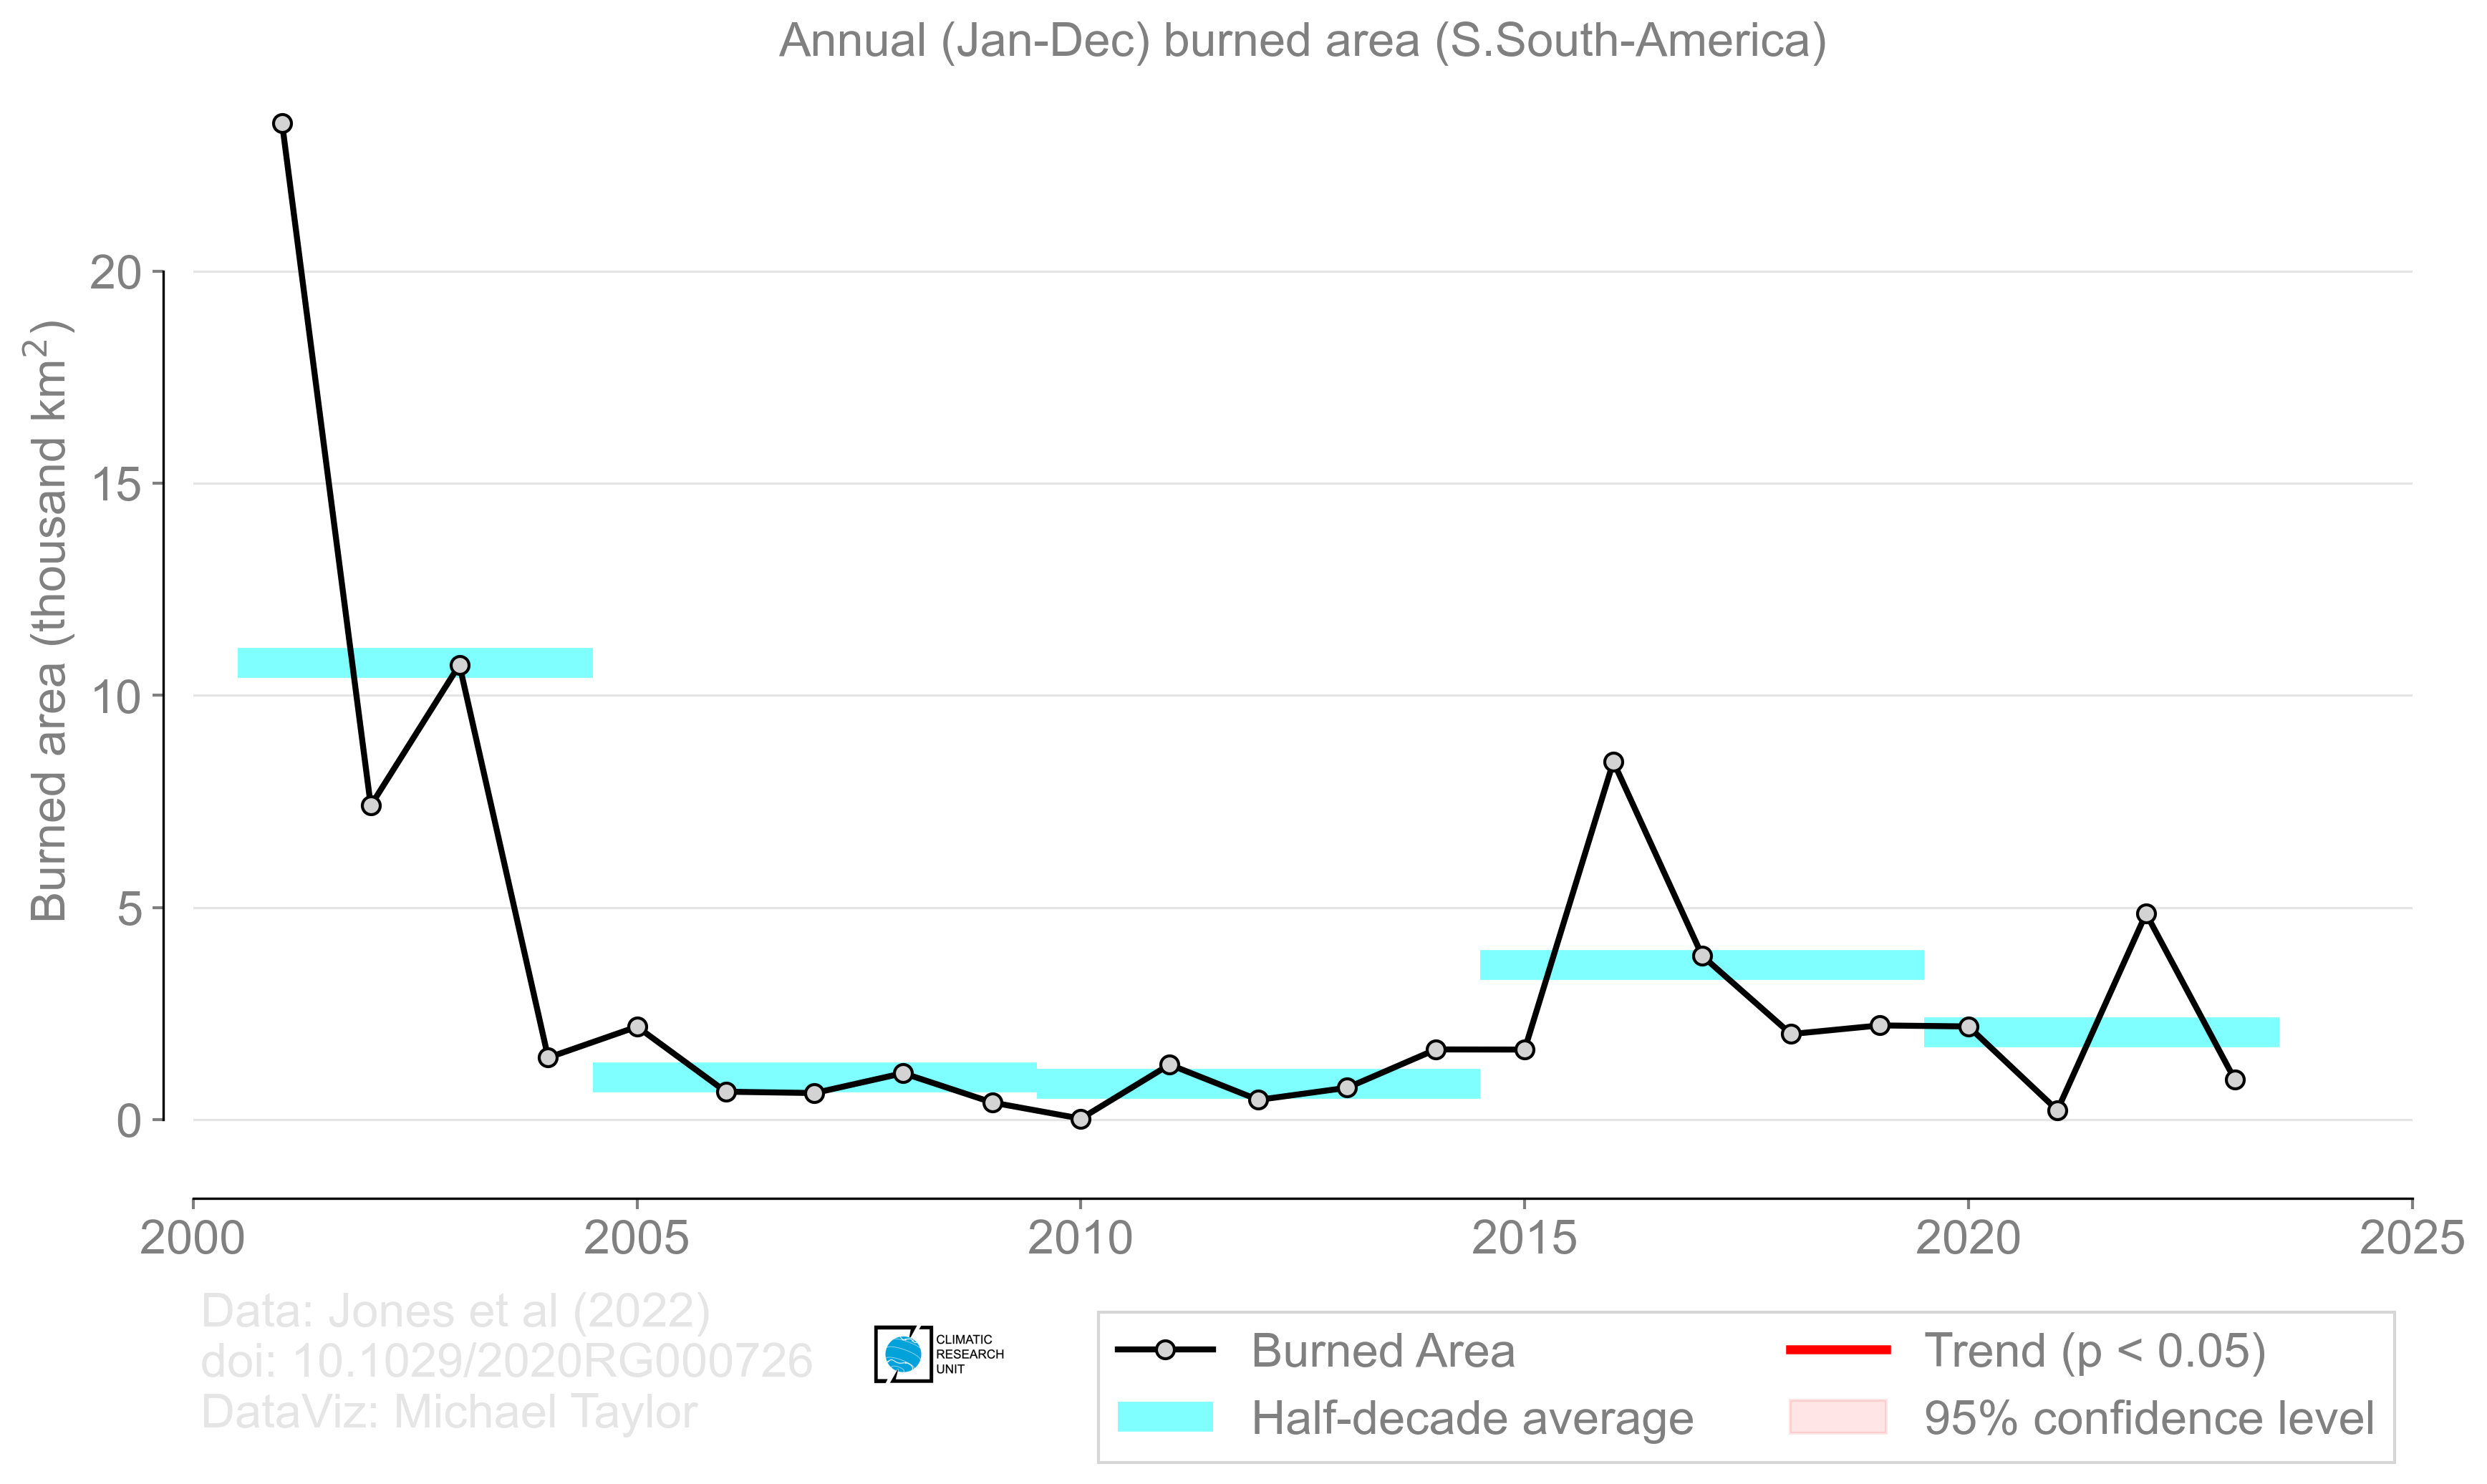 Annual (Jan-Dec) burned area (S.South-America)
Burned area (thousand km²)
20
15
10
5
0
2000 2005 2010 2015 2020 2025
Data: Jones et al (2022)
doi: 10.1029/2020RG000726
DataViz: Michael Taylor
CLIMATIC
RESEARCH
UNIT
Burned Area
Half-decade average
Trend (p < 0.05)
95% confidence level